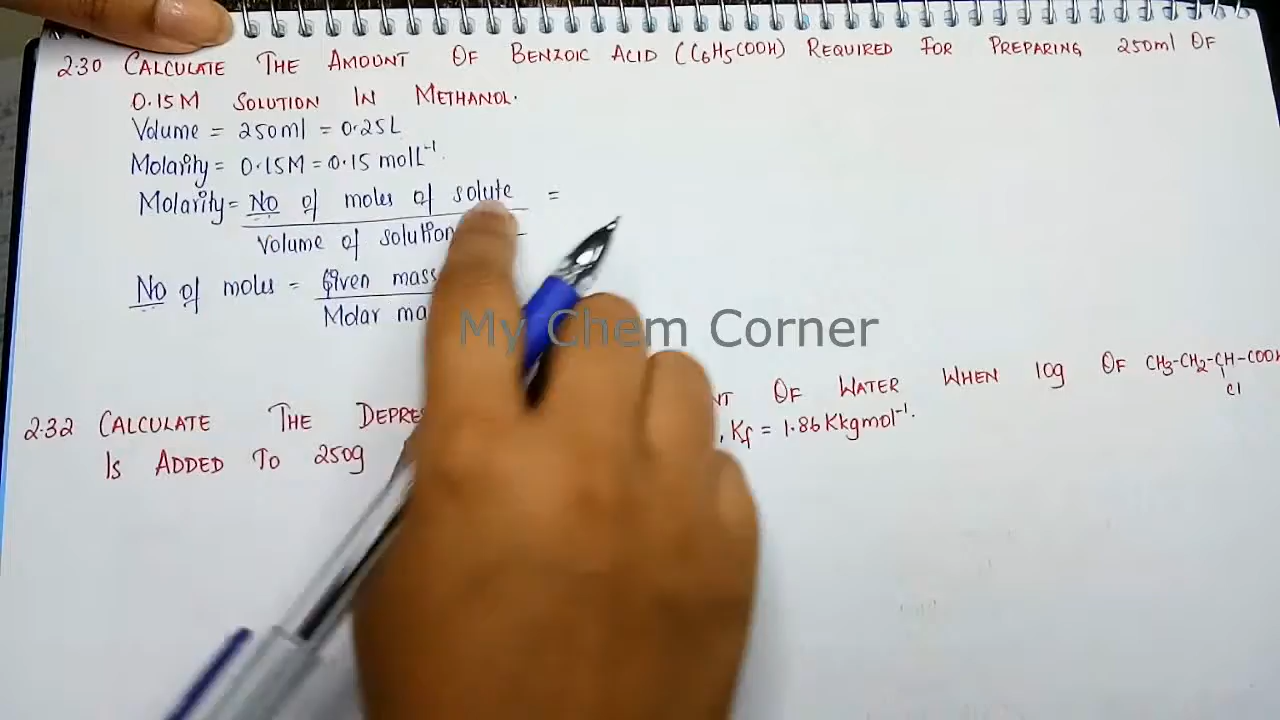 2.30 CALCULATE THE AMOUNT OF BENZOIC ACID (C6H5COOH) REQUIRED FOR PREPARING 250ml OF
0.15M SOLUTION IN METHANOL.
Volume = 250ml = 0.25L
Molarity = 0.15M = 0.15 molL⁻¹.
Molarity = No of moles of solute =
Volume of solution
No of moles = Given mass
Molar
My Chem Corner
2.32 CALCULATE THE OF WATER WHEN 10g OF CH3-CH2-CH-COOH
Cl
IS ADDED TO 250g , Kf = 1.86 Kkgmol⁻¹.